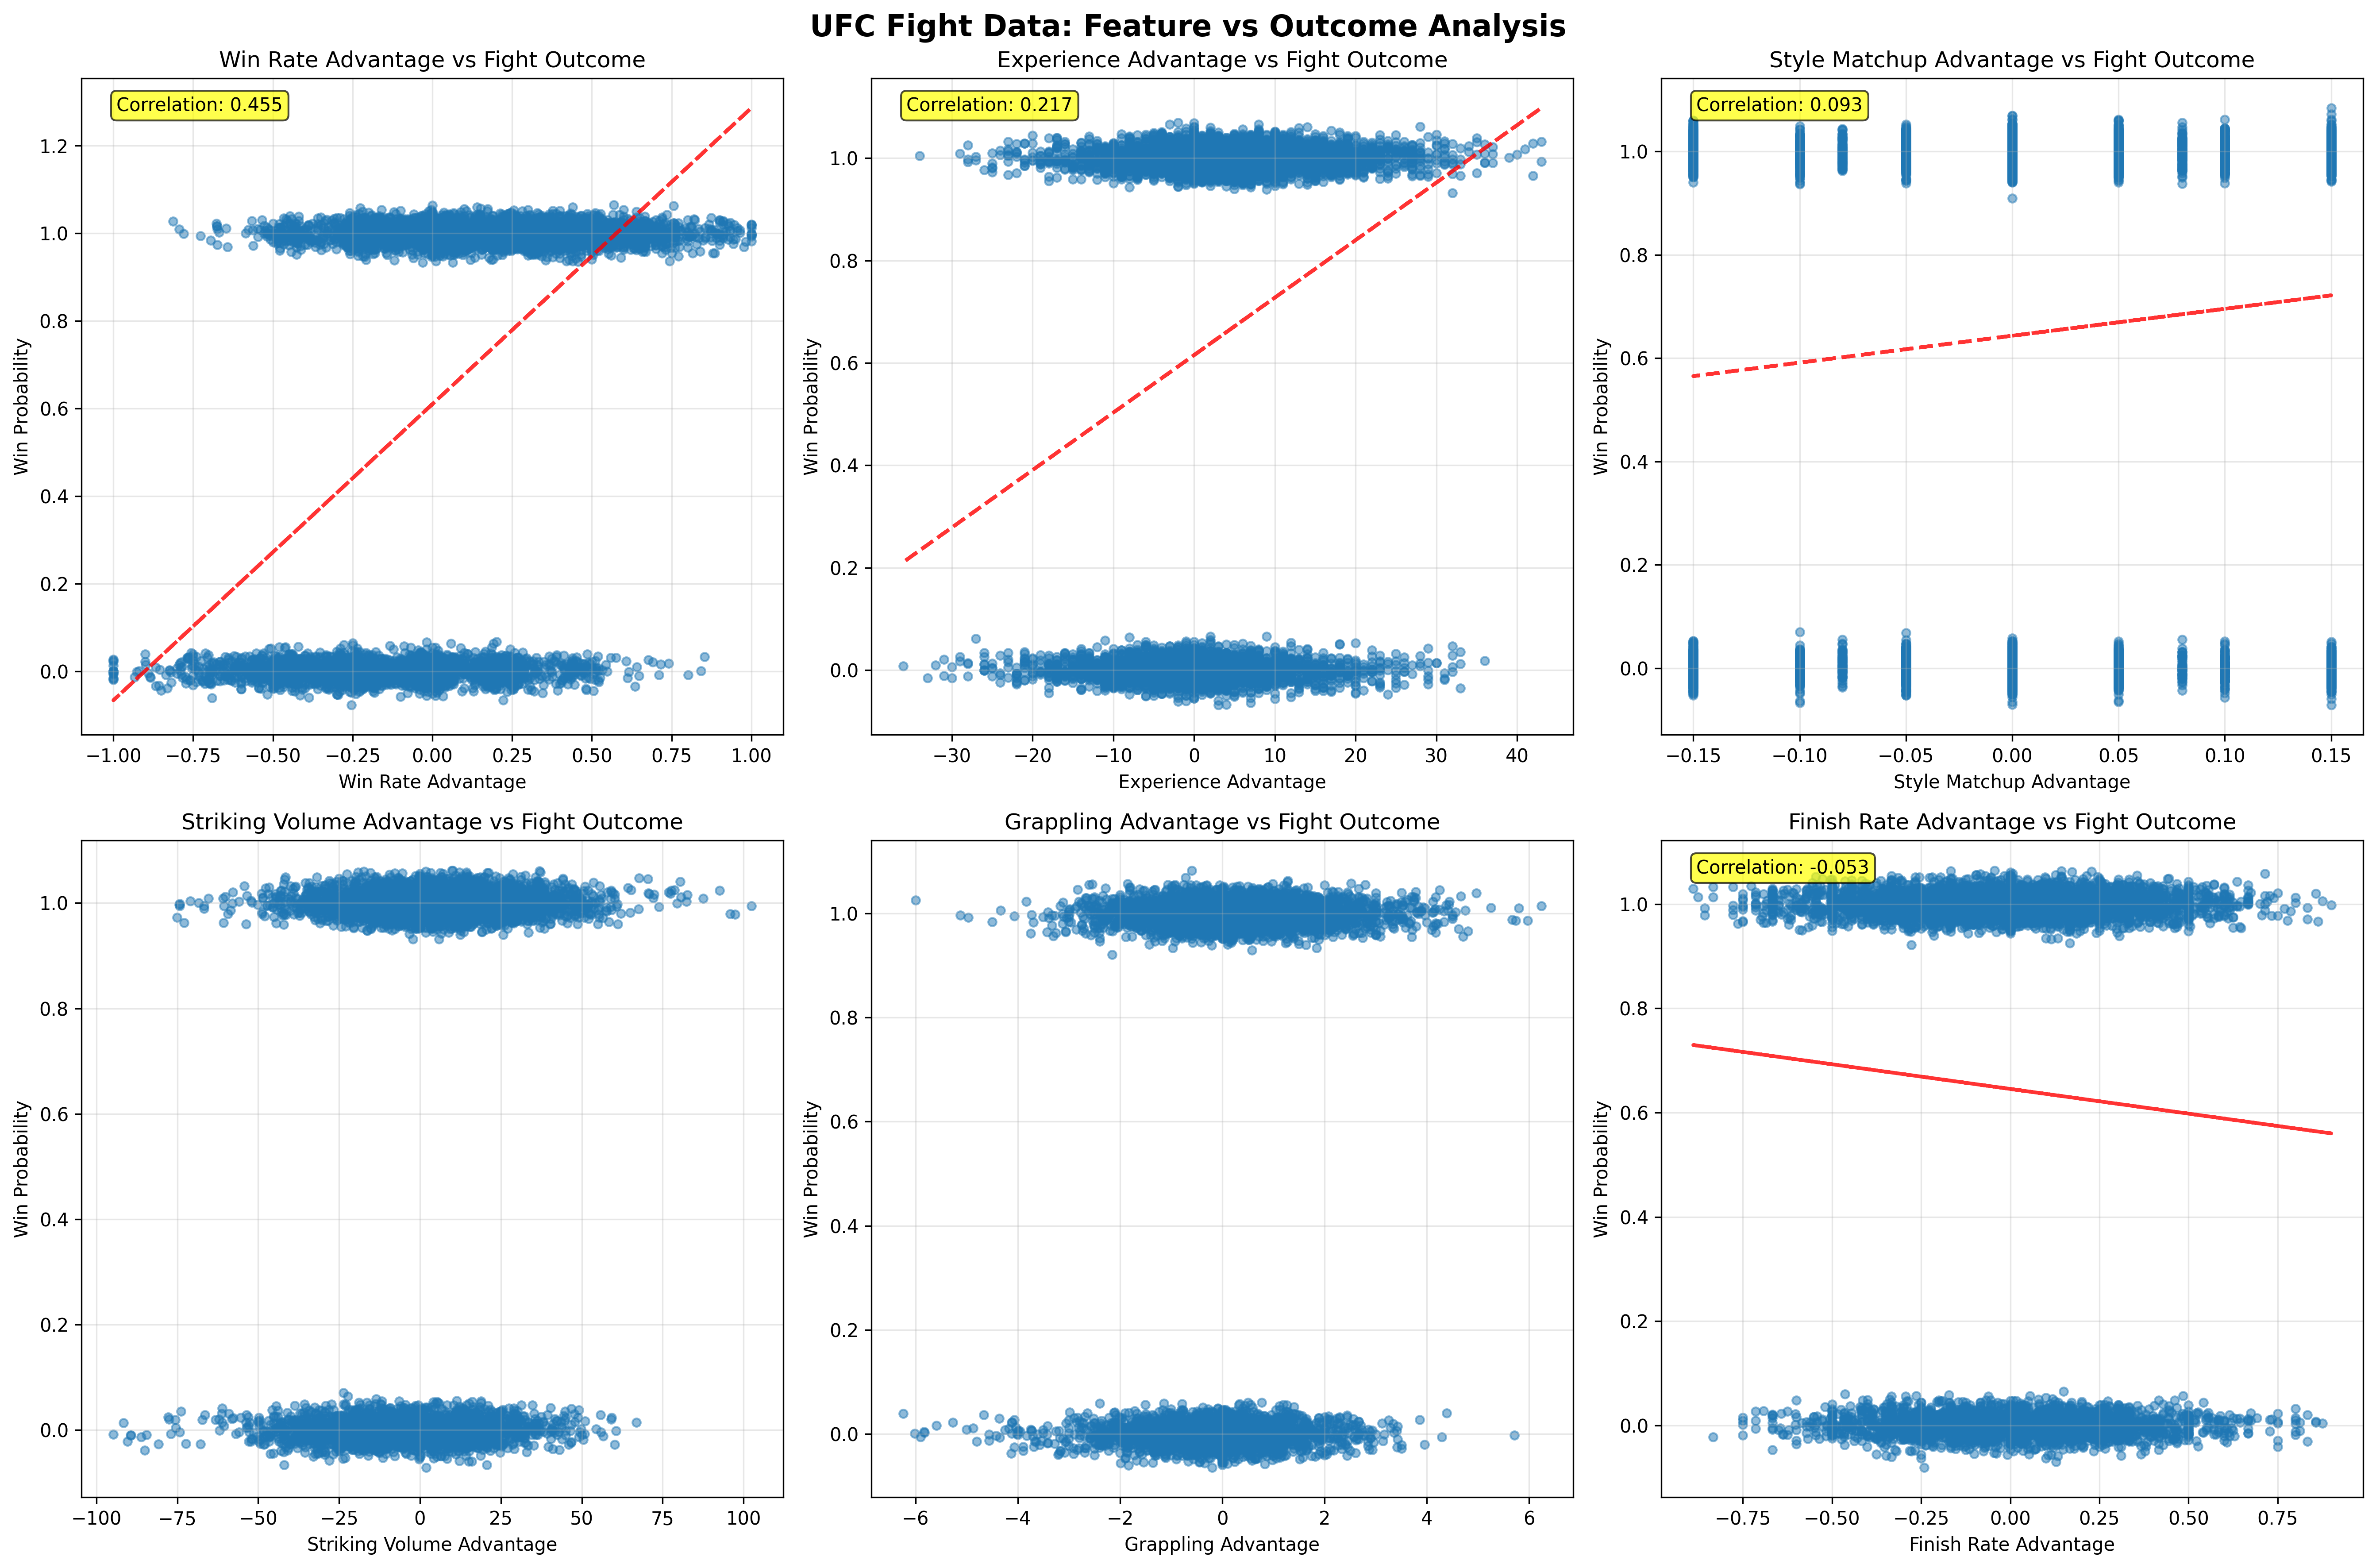 UFC Fight Data: Feature vs Outcome Analysis
Win Rate Advantage vs Fight Outcome
Correlation: 0.455
Win Probability
1.2
1.0
0.8
0.6
0.4
0.2
0.0
−1.00 −0.75 −0.50 −0.25 0.00 0.25 0.50 0.75 1.00
Win Rate Advantage
Experience Advantage vs Fight Outcome
Correlation: 0.217
Win Probability
1.0
0.8
0.6
0.4
0.2
0.0
−30 −20 −10 0 10 20 30 40
Experience Advantage
Style Matchup Advantage vs Fight Outcome
Correlation: 0.093
Win Probability
1.0
0.8
0.6
0.4
0.2
0.0
−0.15 −0.10 −0.05 0.00 0.05 0.10 0.15
Style Matchup Advantage
Striking Volume Advantage vs Fight Outcome
Win Probability
1.0
0.8
0.6
0.4
0.2
0.0
−100 −75 −50 −25 0 25 50 75 100
Striking Volume Advantage
Grappling Advantage vs Fight Outcome
Win Probability
1.0
0.8
0.6
0.4
0.2
0.0
−6 −4 −2 0 2 4 6
Grappling Advantage
Finish Rate Advantage vs Fight Outcome
Correlation: -0.053
Win Probability
1.0
0.8
0.6
0.4
0.2
0.0
−0.75 −0.50 −0.25 0.00 0.25 0.50 0.75
Finish Rate Advantage